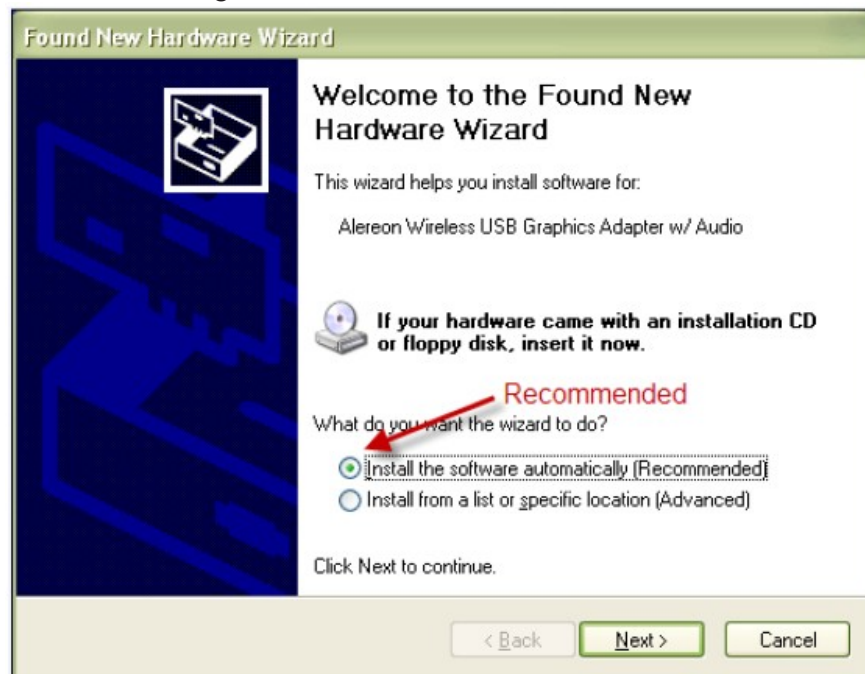 Found New Hardware Wizard
Welcome to the Found New
Hardware Wizard
This wizard helps you install software for:
Alereon Wireless USB Graphics Adapter w/ Audio
If your hardware came with an installation CD
or floppy disk, insert it now.
Recommended
What do you want the wizard to do?
Install the software automatically (Recommended)
Install from a list or specific location (Advanced)
Click Next to continue.
< Back Next > Cancel